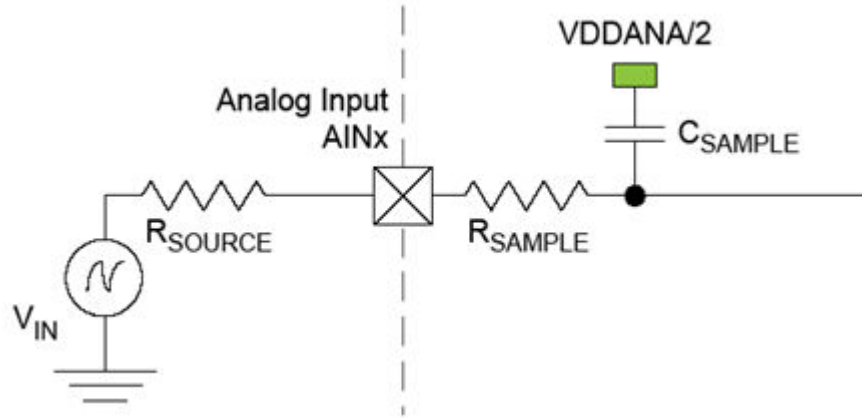 VDDANA/2
Analog Input
AINx
CSAMPLE
RSOURCE
RSAMPLE
VIN